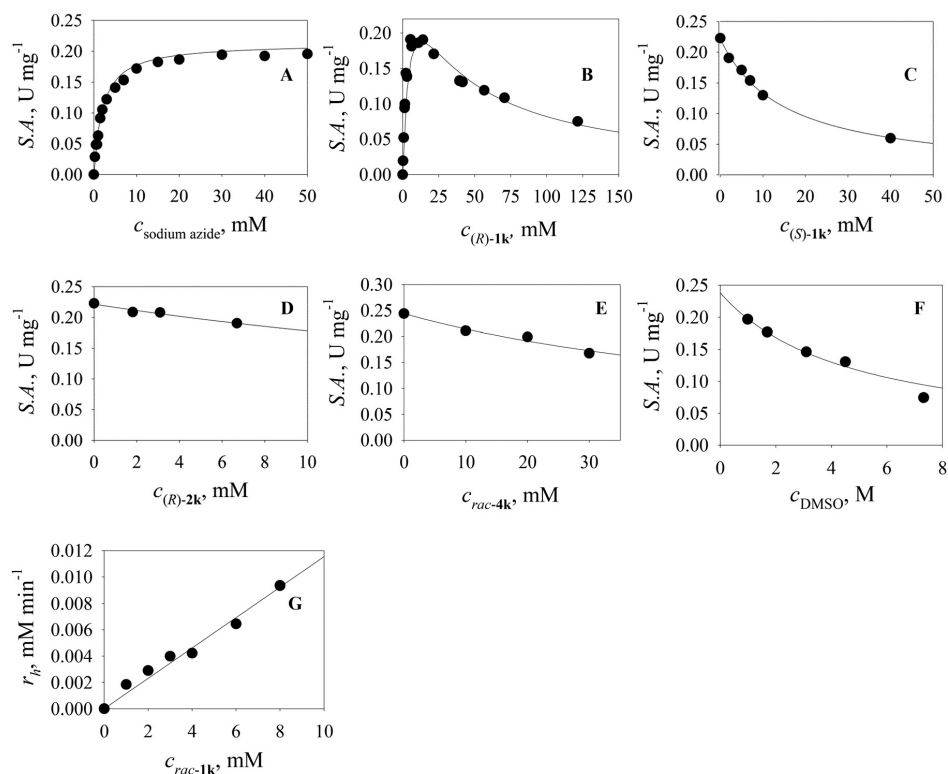 S.A., U mg⁻¹
0.25
0.20
0.15
0.10
0.05
0.00
A
0 10 20 30 40 50
c sodium azide, mM
S.A., U mg⁻¹
0.25
0.20
0.15
0.10
0.05
0.00
B
0 25 50 75 100 125 150
c (R)-1k, mM
S.A., U mg⁻¹
0.25
0.20
0.15
0.10
0.05
0.00
C
0 10 20 30 40 50
c (S)-1k, mM
S.A., U mg⁻¹
0.25
0.20
0.15
0.10
0.05
0.00
D
0 2 4 6 8 10
c (R)-2k, mM
S.A., U mg⁻¹
0.30
0.25
0.20
0.15
0.10
0.05
0.00
E
0 10 20 30
c rac-4k, mM
S.A., U mg⁻¹
0.25
0.20
0.15
0.10
0.05
0.00
F
0 2 4 6 8
c DMSO, M
r h, mM min⁻¹
0.012
0.010
0.008
0.006
0.004
0.002
0.000
G
0 2 4 6 8 10
c rac-1k, mM